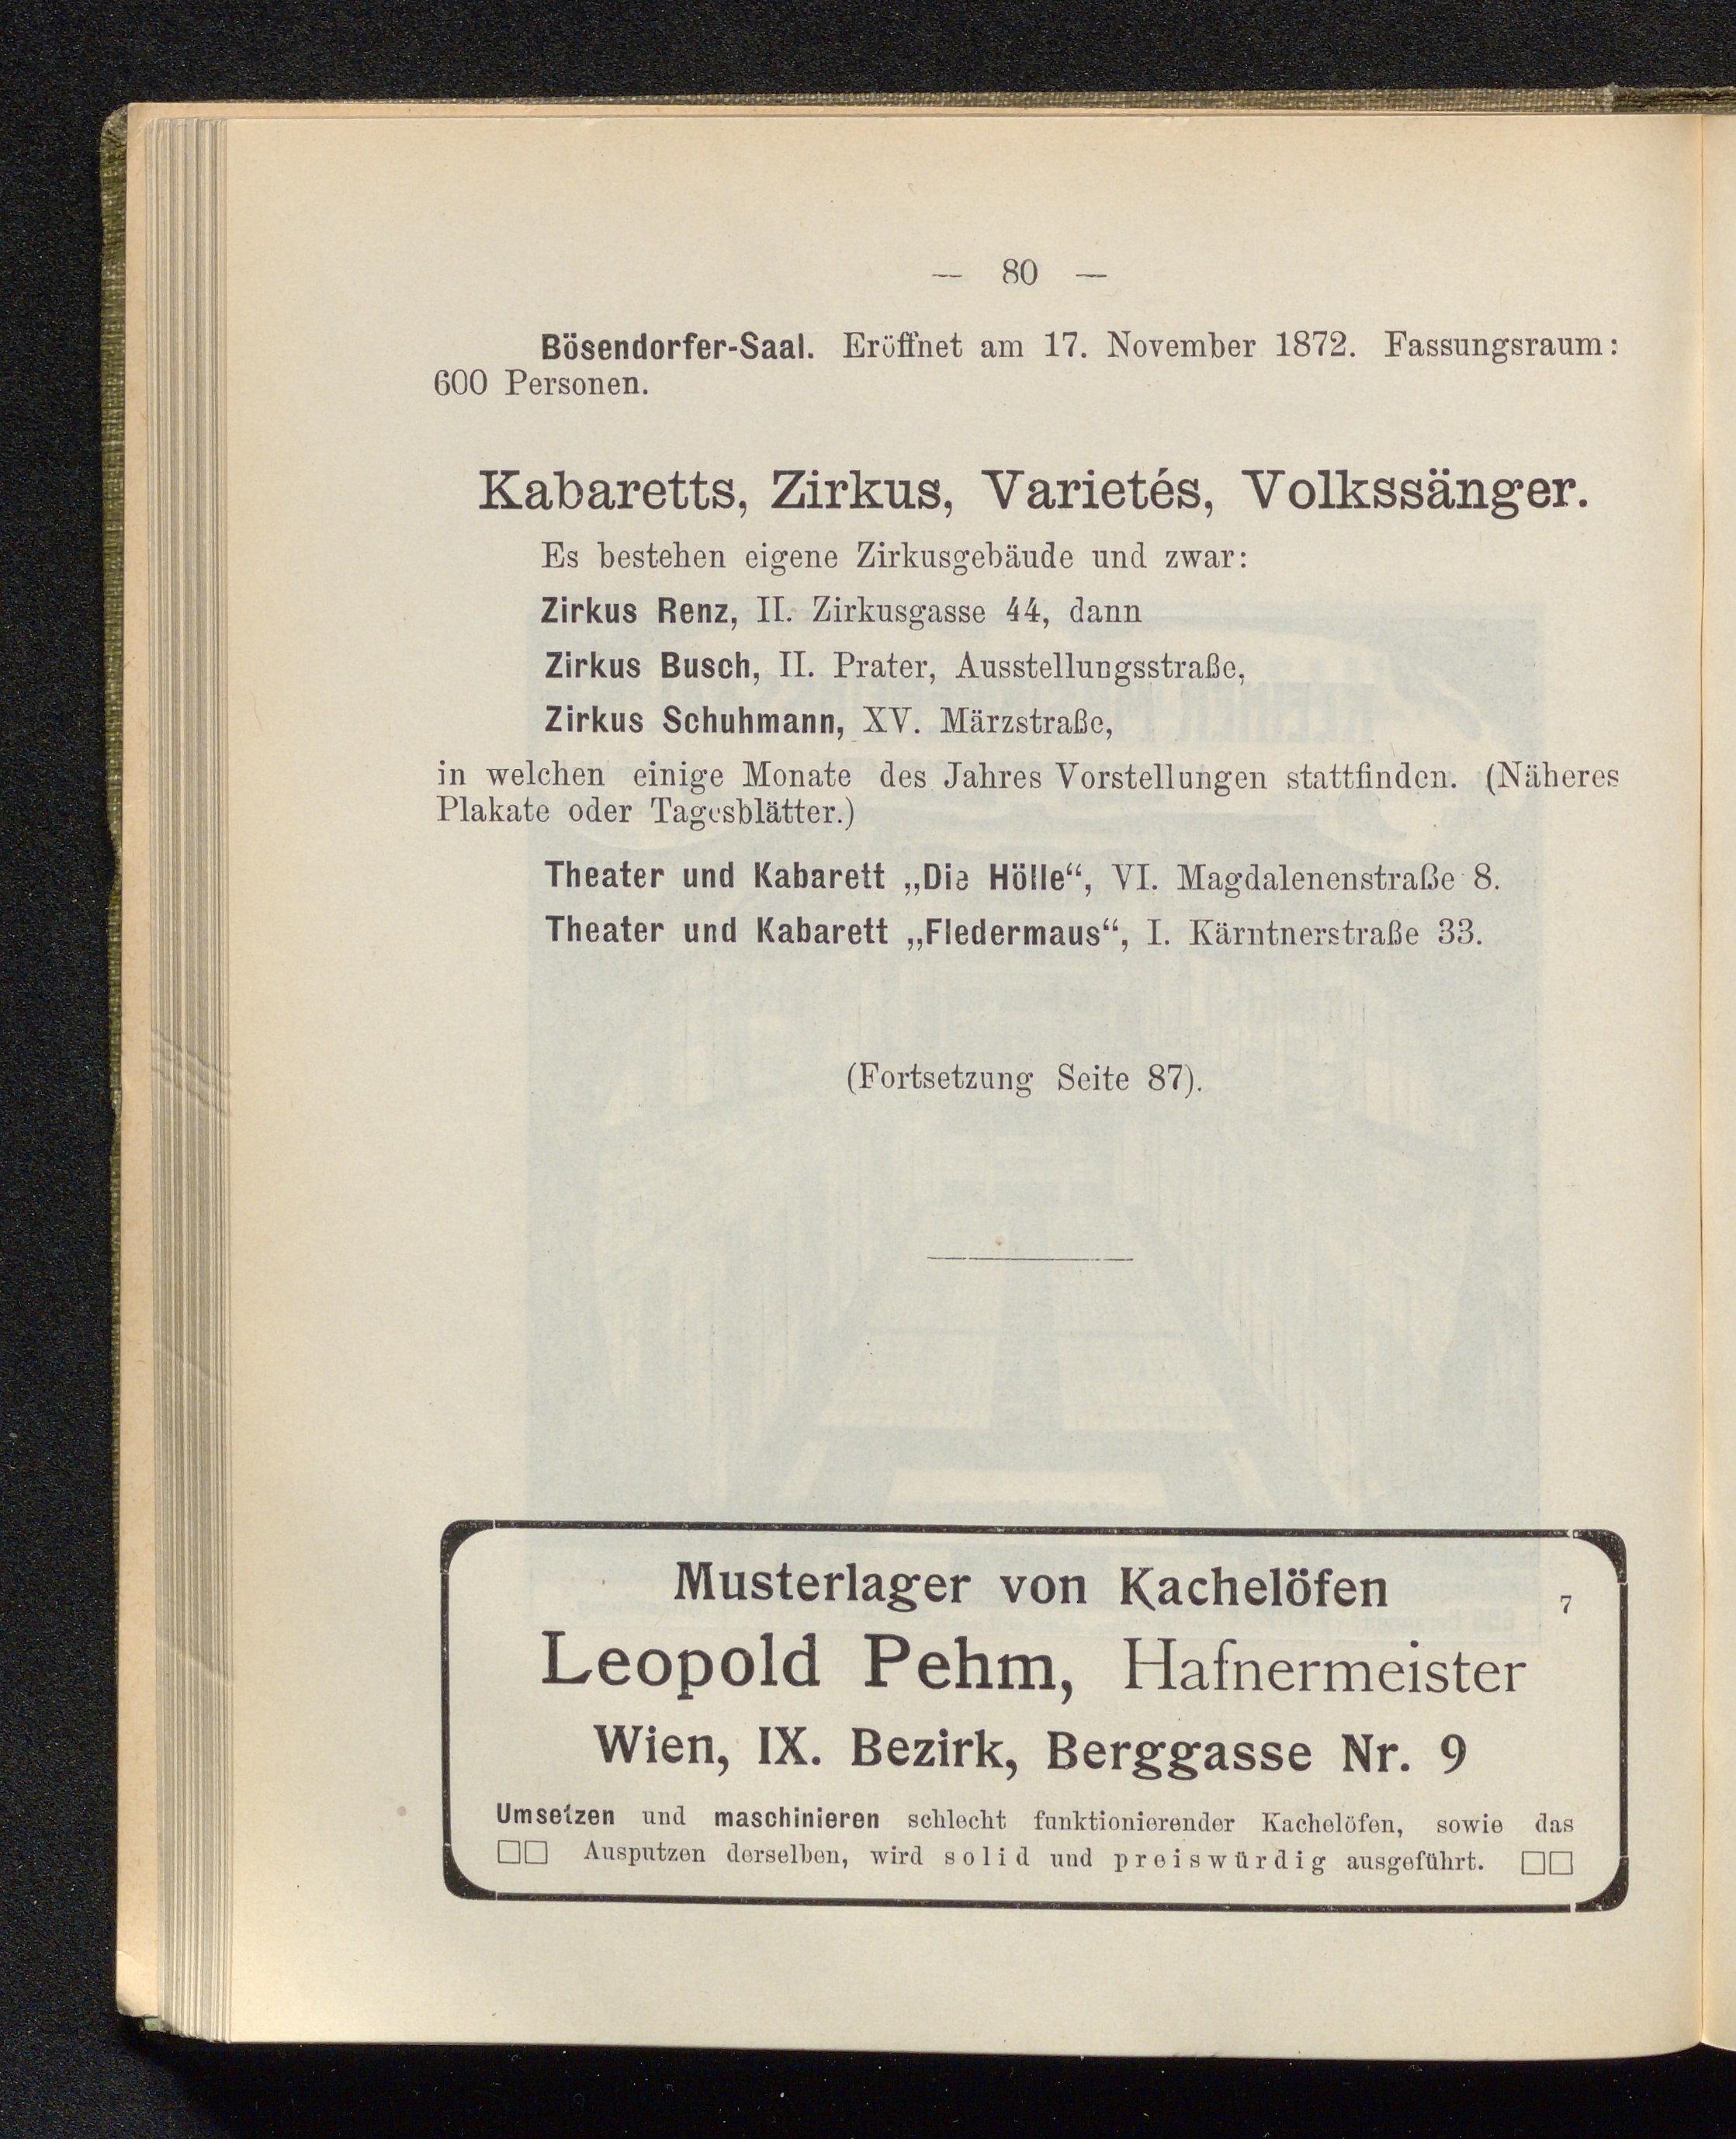 — 80 —
Bösendorfer-Saal. Eröffnet am 17. November 1872. Fassungsraum:
600 Personen.
Kabaretts, Zirkus, Varietés, Volkssänger.
Es bestehen eigene Zirkusgebäude und zwar:
Zirkus Renz, II. Zirkusgasse 44, dann
Zirkus Busch, II. Prater, Ausstellungsstraße,
Zirkus Schuhmann, XV. Märzstraße,
in welchen einige Monate des Jahres Vorstellungen stattfinden. (Näheres
Plakate oder Tagesblätter.)
Theater und Kabarett „Die Hölle“, VI. Magdalenenstraße 8.
Theater und Kabarett „Fledermaus“, I. Kärntnerstraße 33.
(Fortsetzung Seite 87).
Musterlager von Kachelöfen 7
Leopold Pehm, Hafnermeister
Wien, IX. Bezirk, Berggasse Nr. 9
Umsetzen und maschinieren schlecht funktionierender Kachelöfen, sowie das
□□ Ausputzen derselben, wird solid und preiswürdig ausgeführt. □□